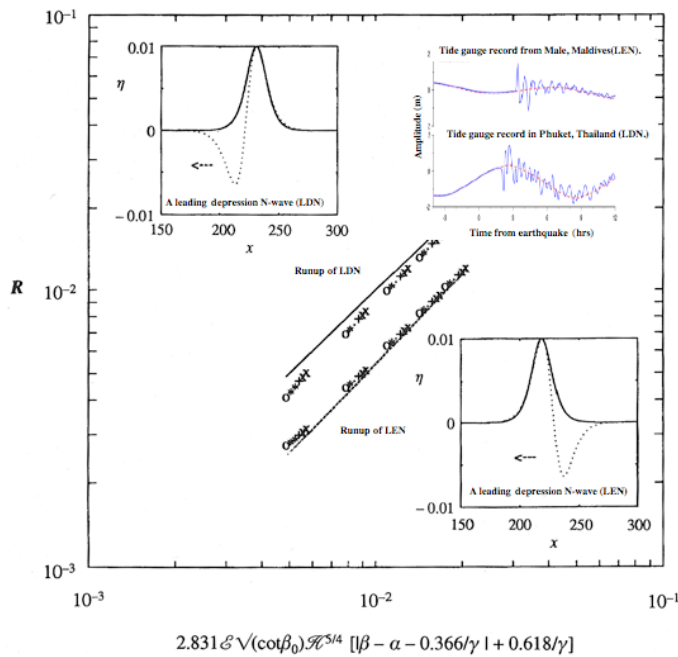 10⁻¹
0.01
η
0
−0.01
A leading depression N-wave (LDN)
150 200 250 300
x
Tide gauge record from Male, Maldives(LEN).
Amplitude (m)
Tide gauge record in Phuket, Thailand (LDN.)
Time from earthquake (hrs)
Runup of LDN
R
10⁻²
Runup of LEN
0.01
η
0
−0.01
A leading depression N-wave (LEN)
150 200 250 300
x
10⁻³
10⁻³ 10⁻² 10⁻¹
2.831ℰ√(cotβ₀)ℋ^5/4 [|β − α − 0.366/γ | + 0.618/γ]